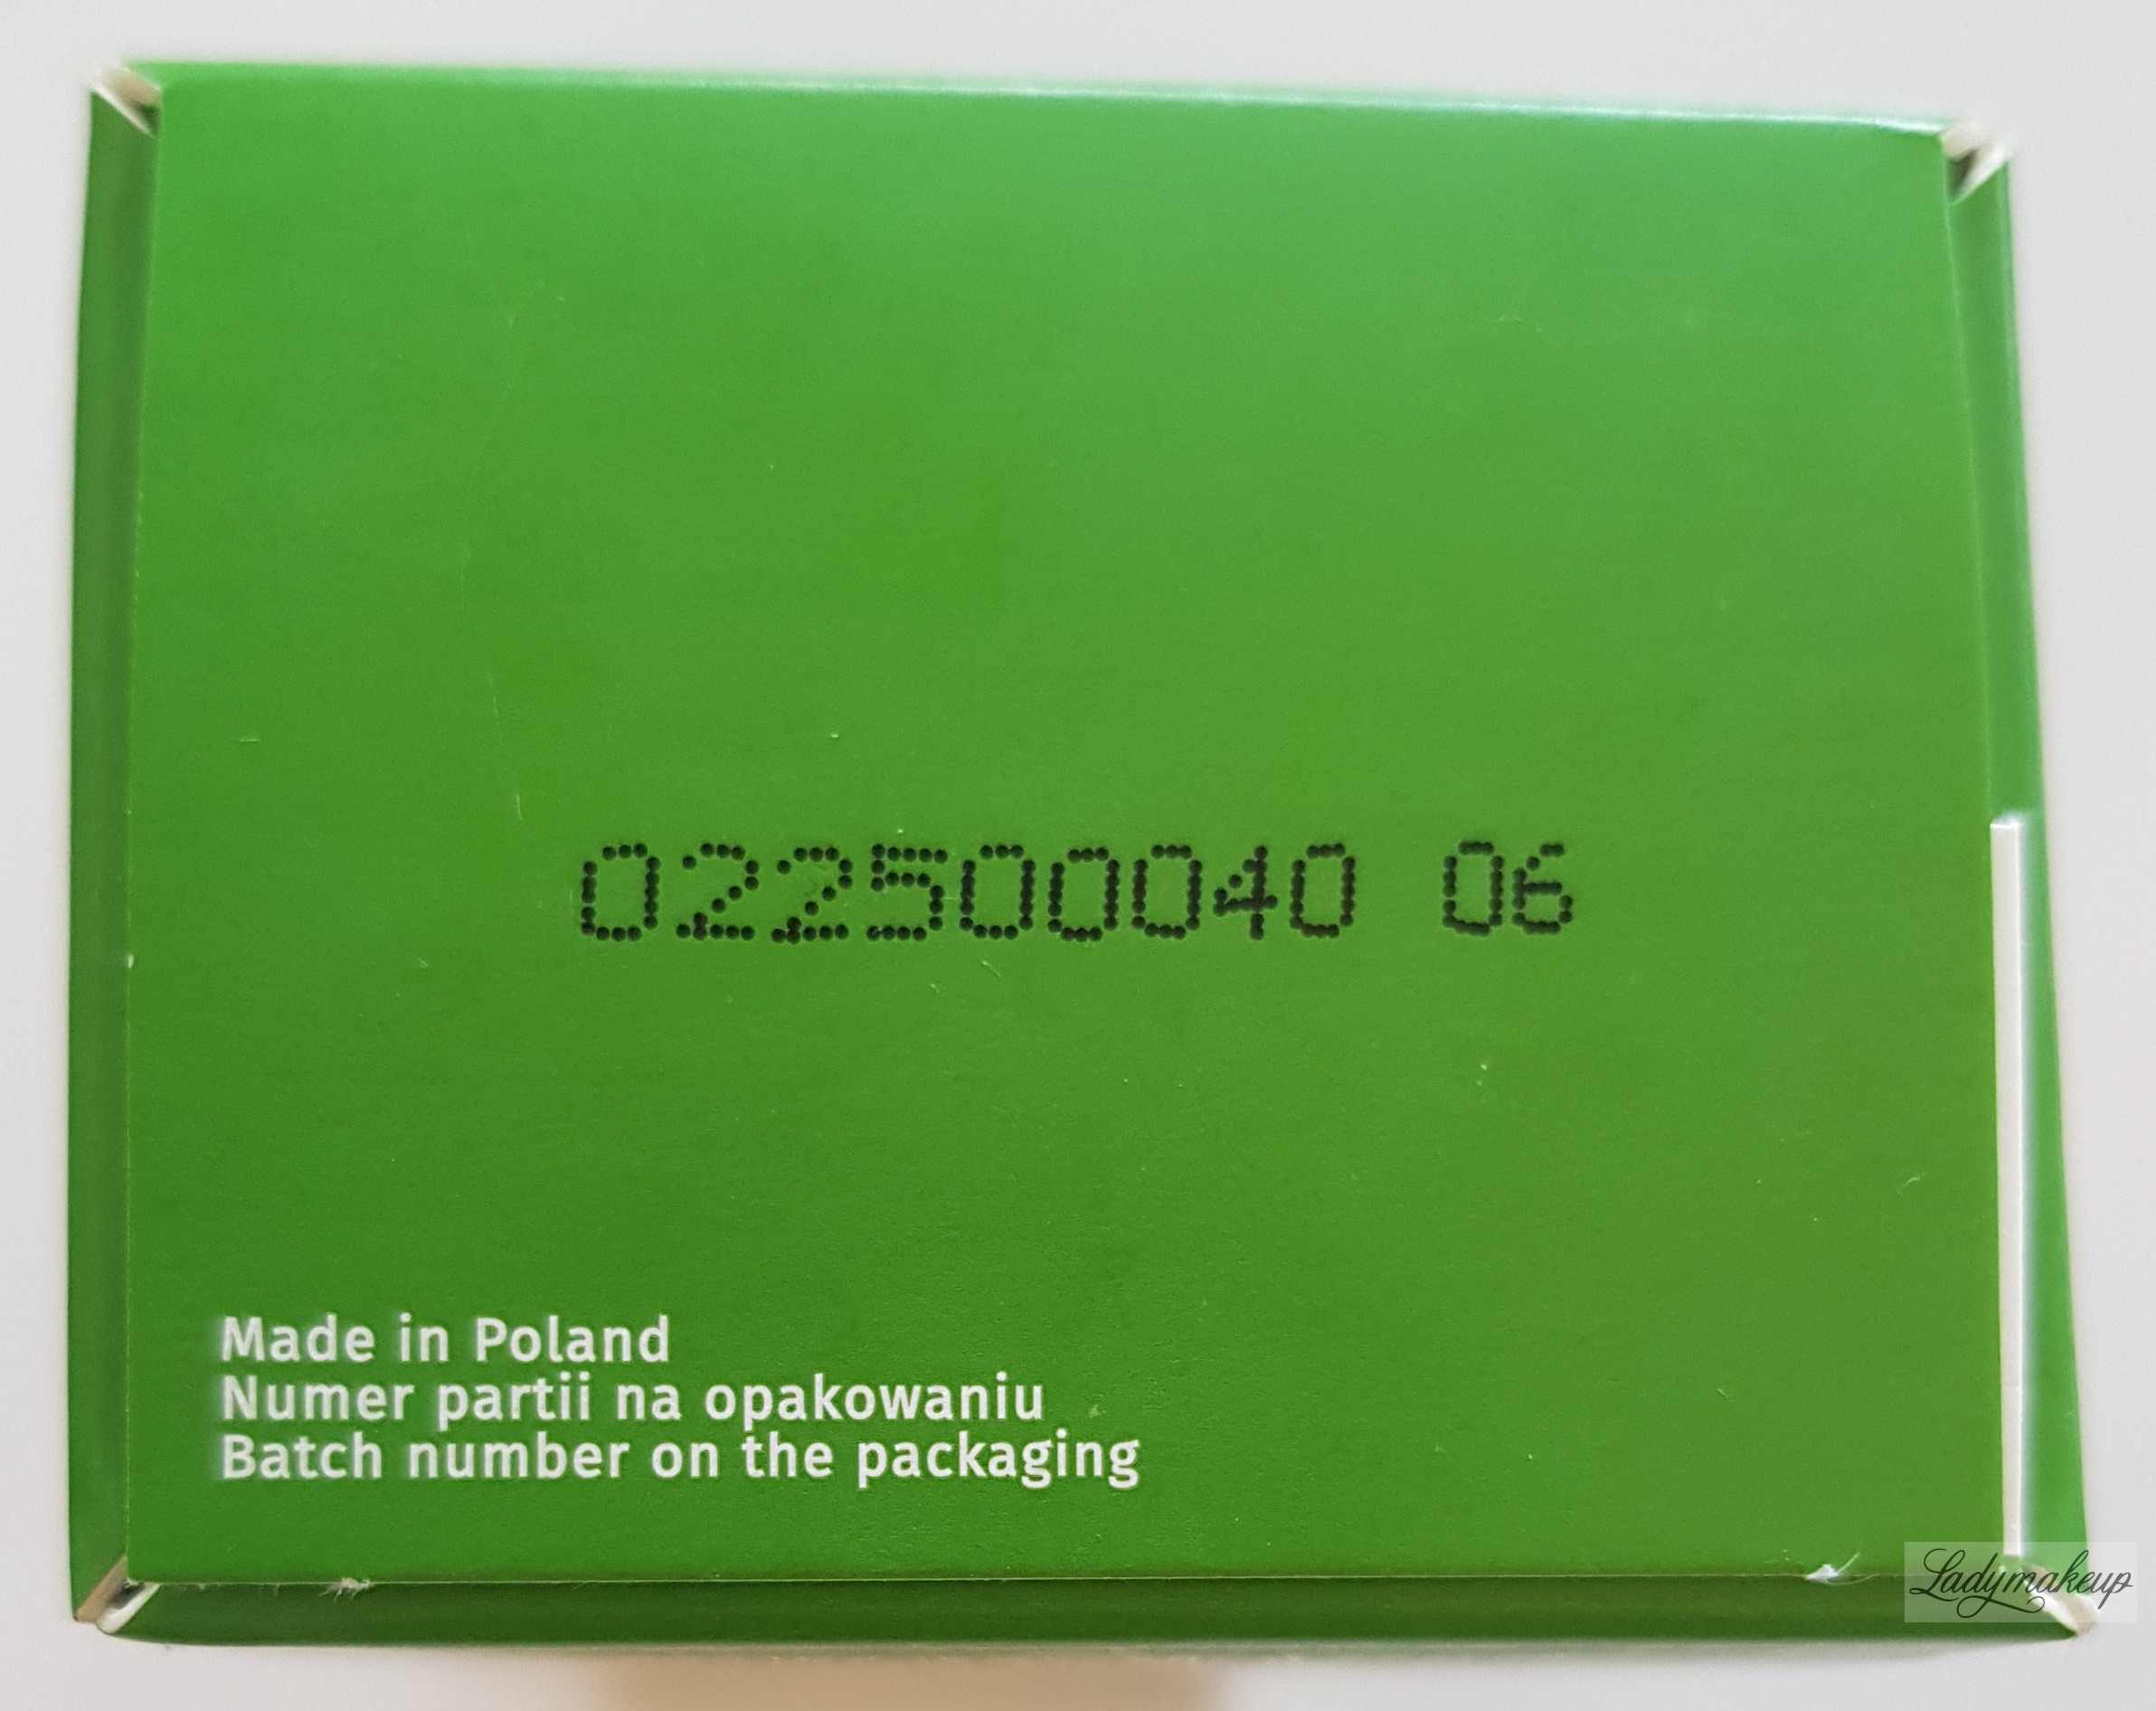 022500040 06
Made in Poland
Numer partii na opakowaniu
Batch number on the packaging
Ladymakeup